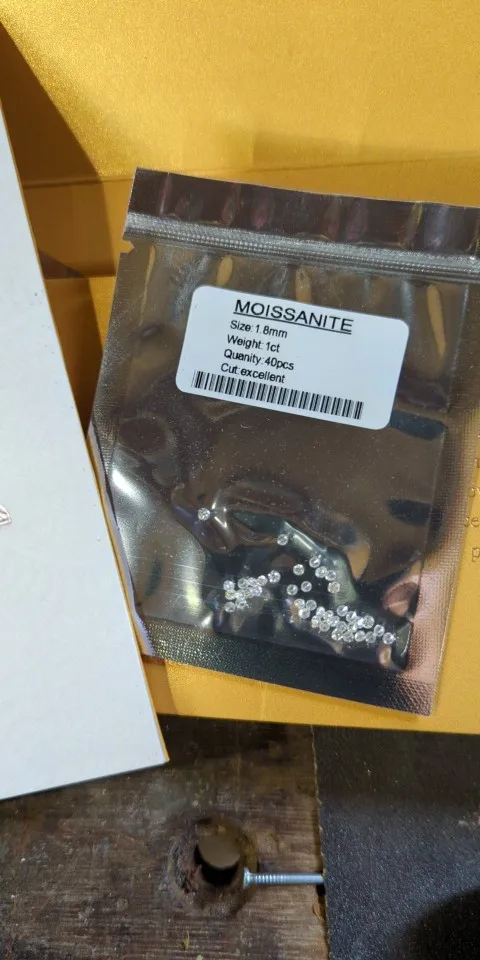 MOISSANITE
Size:1.8mm
Weight:1ct
Quanity:40pcs
Cut:excellent